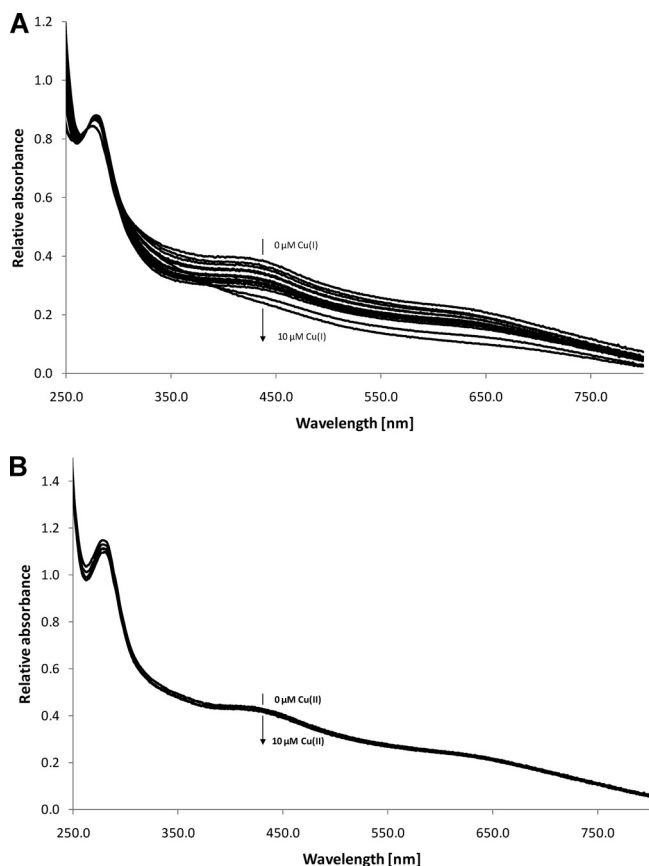 A
Relative absorbance
1.2
1.0
0.8
0.6
0.4
0.2
0.0
0 µM Cu(I)
10 µM Cu(I)
250.0 350.0 450.0 550.0 650.0 750.0
Wavelength [nm]
B
Relative absorbance
1.4
1.2
1.0
0.8
0.6
0.4
0.2
0.0
0 µM Cu(II)
10 µM Cu(II)
250.0 350.0 450.0 550.0 650.0 750.0
Wavelength [nm]